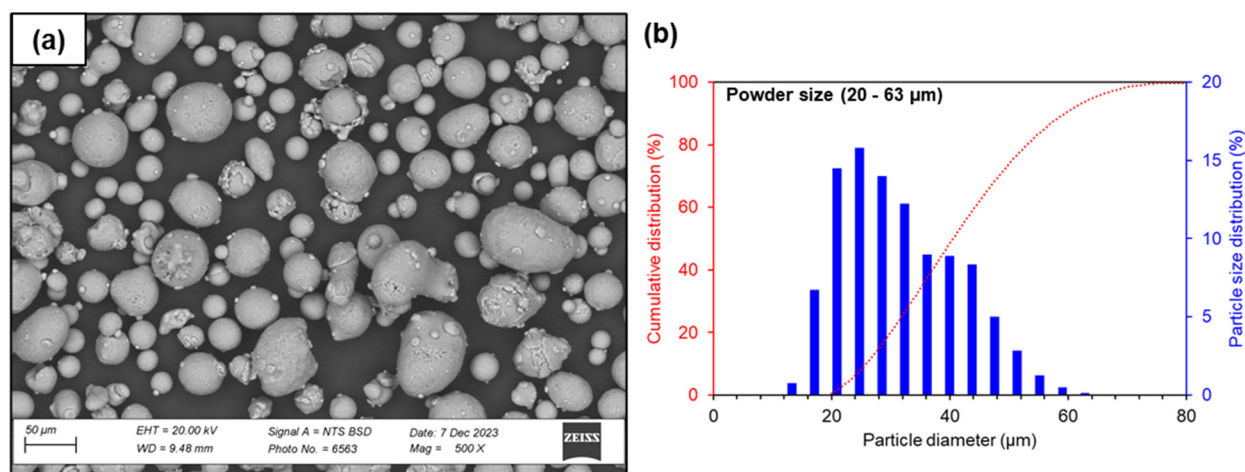 (a)
50 µm
EHT = 20.00 kV
Signal A = NTS BSD
Date: 7 Dec 2023
WD = 9.48 mm
Photo No. = 6563
Mag = 500 X
ZEISS
(b)
Powder size (20 - 63 µm)
Cumulative distribution (%)
100
80
60
40
20
0
20
15
10
5
0
Particle size distribution (%)
0 20 40 60 80
Particle diameter (µm)